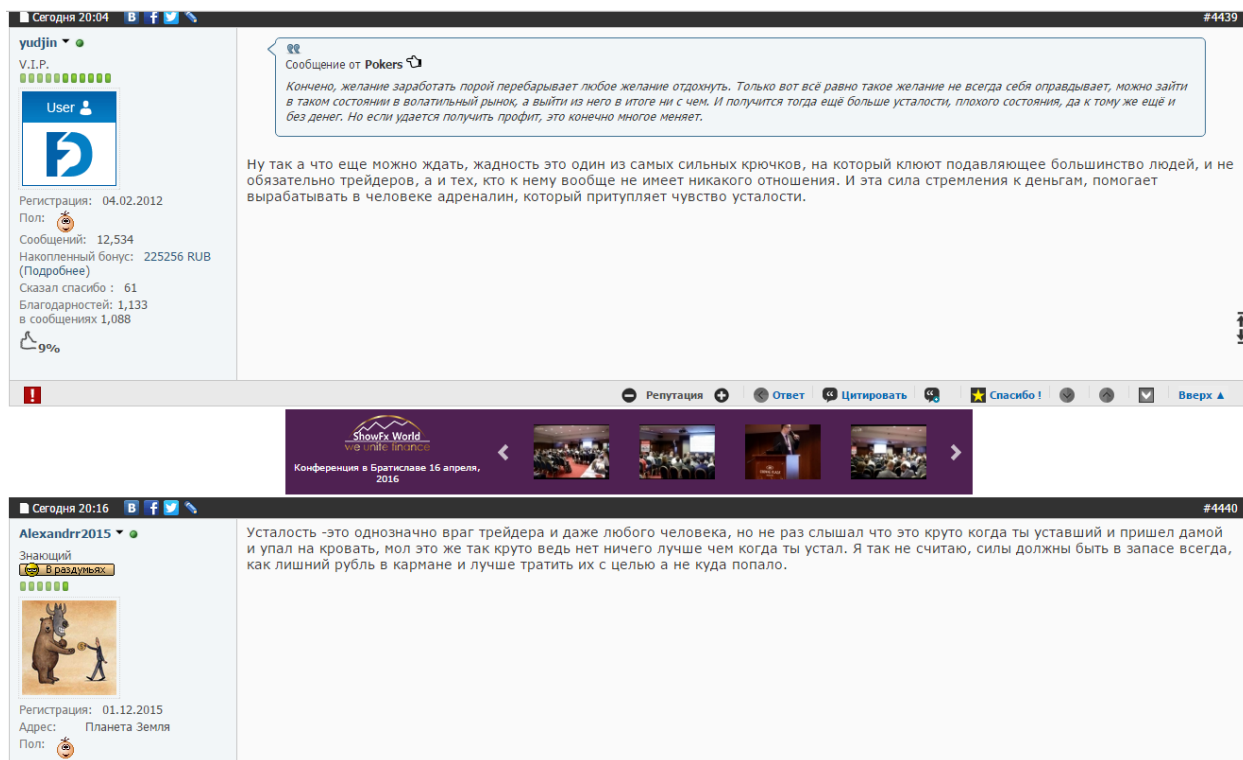 Сегодня 20:04
#4439
yudjin
V.I.P.
User
Регистрация: 04.02.2012
Пол:
Сообщений: 12,534
Накопленный бонус: 225256 RUB
(Подробнее)
Сказал спасибо : 61
Благодарностей: 1,133
в сообщениях 1,088
9%
Сообщение от Pokers
Кончено, желание заработать порой перебарывает любое желание отдохнуть. Только вот всё равно такое желание не всегда себя оправдывает, можно зайти
в таком состоянии в волатильный рынок, а выйти из него в итоге ни с чем. И получится тогда ещё больше усталости, плохого состояния, да к тому же ещё и
без денег. Но если удается получить профит, это конечно многое меняет.
Ну так а что еще можно ждать, жадность это один из самых сильных крючков, на который клюют подавляющее большинство людей, и не
обязательно трейдеров, а и тех, кто к нему вообще не имеет никакого отношения. И эта сила стремления к деньгам, помогает
вырабатывать в человеке адреналин, который притупляет чувство усталости.
Репутация Ответ Цитировать Спасибо ! Вверх ▲
ShowFx World
we unite finance
Конференция в Братиславе 16 апреля,
2016
Сегодня 20:16
#4440
Alexandrr2015
Знающий
В раздумьях
Регистрация: 01.12.2015
Адрес: Планета Земля
Пол:
Усталость -это однозначно враг трейдера и даже любого человека, но не раз слышал что это круто когда ты уставший и пришел дамой
и упал на кровать, мол это же так круто ведь нет ничего лучше чем когда ты устал. Я так не считаю, силы должны быть в запасе всегда,
как лишний рубль в кармане и лучше тратить их с целью а не куда попало.